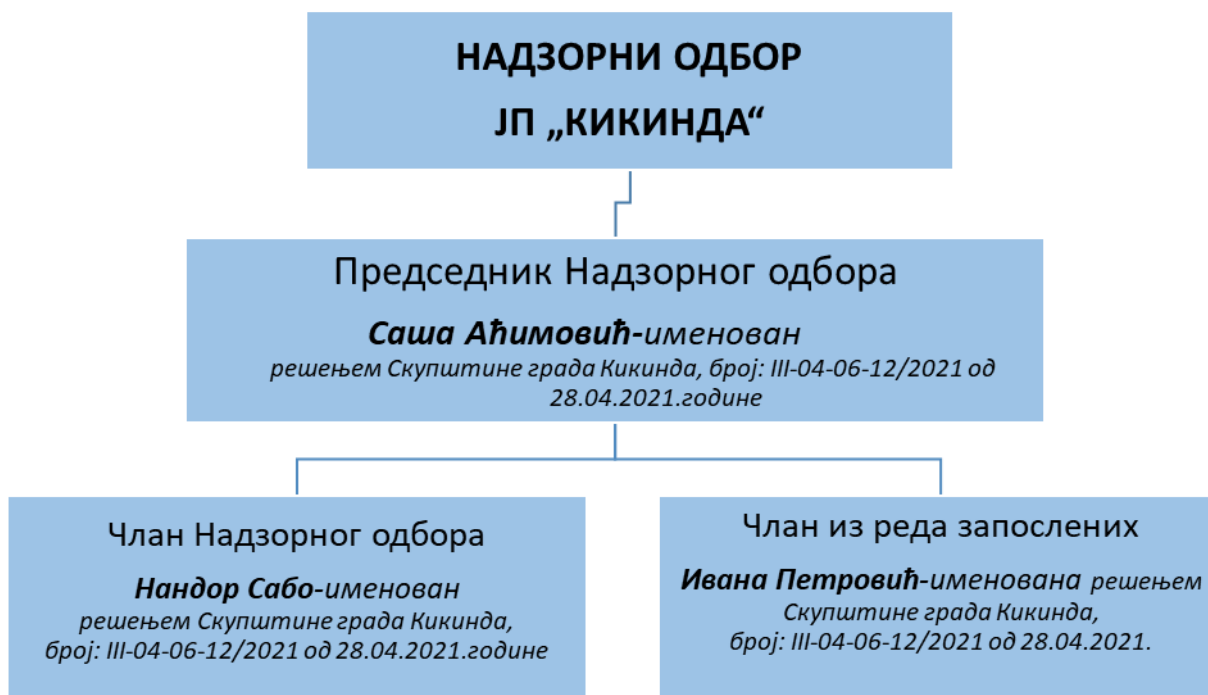 НАДЗОРНИ ОДБОР
ЈП „КИКИНДА“
Председник Надзорног одбора
Саша Аћимовић-именован
решењем Скупштине града Кикинда, број: III-04-06-12/2021 од
28.04.2021.године
Члан Надзорног одбора
Нандор Сабо-именован
решењем Скупштине града Кикинда,
број: III-04-06-12/2021 од 28.04.2021.године
Члан из реда запослених
Ивана Петровић-именована решењем
Скупштине града Кикинда,
број: III-04-06-12/2021 од 28.04.2021.